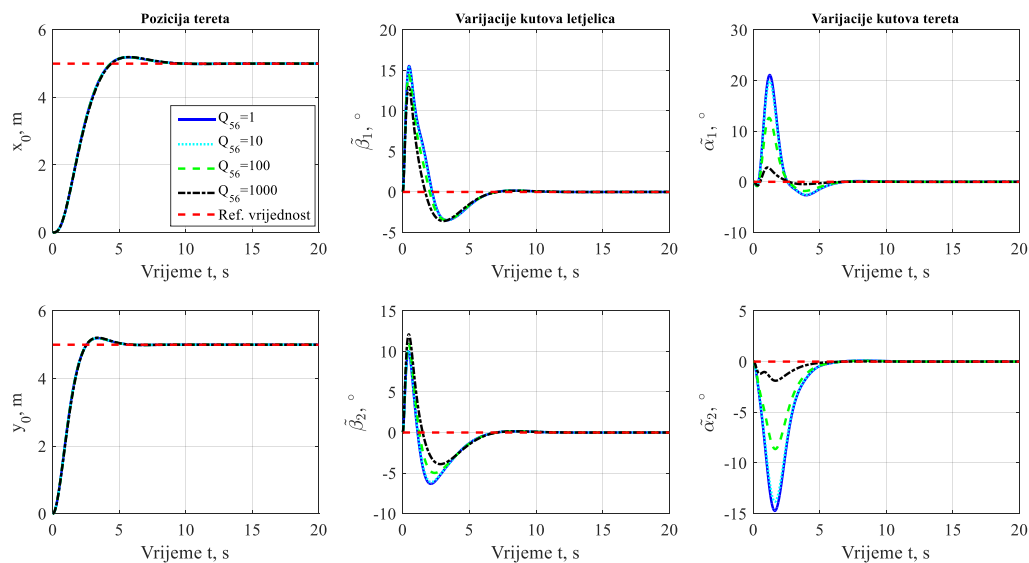 Pozicija tereta
6
4
2
0
x0, m
0 5 10 15 20
Vrijeme t, s
Q56=1
Q56=10
Q56=100
Q56=1000
Ref. vrijednost
Varijacije kutova letjelica
20
15
10
5
0
-5
β̃1, °
0 5 10 15 20
Vrijeme t, s
Varijacije kutova tereta
30
20
10
0
-10
α̃1, °
0 5 10 15 20
Vrijeme t, s
6
4
2
0
y0, m
0 5 10 15 20
Vrijeme t, s
15
10
5
0
-5
-10
β̃2, °
0 5 10 15 20
Vrijeme t, s
5
0
-5
-10
-15
α̃2, °
0 5 10 15 20
Vrijeme t, s